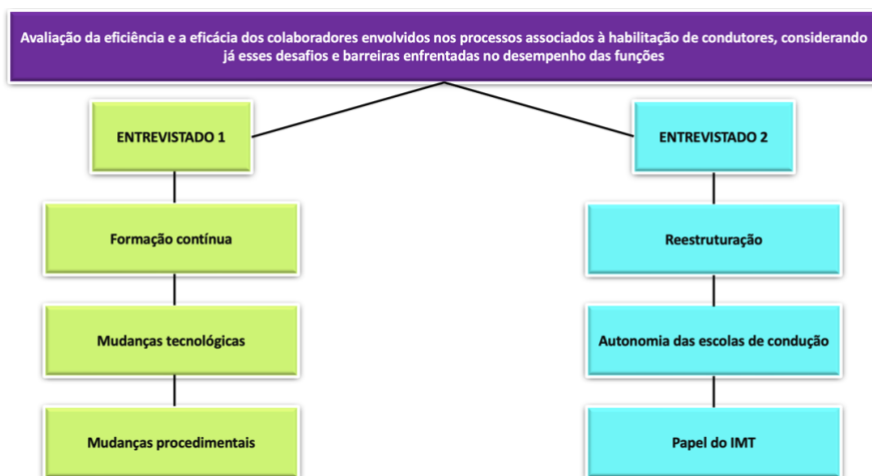 Avaliação da eficiência e a eficácia dos colaboradores envolvidos nos processos associados à habilitação de condutores, considerando
já esses desafios e barreiras enfrentadas no desempenho das funções
ENTREVISTADO 1
Formação contínua
Mudanças tecnológicas
Mudanças procedimentais
ENTREVISTADO 2
Reestruturação
Autonomia das escolas de condução
Papel do IMT